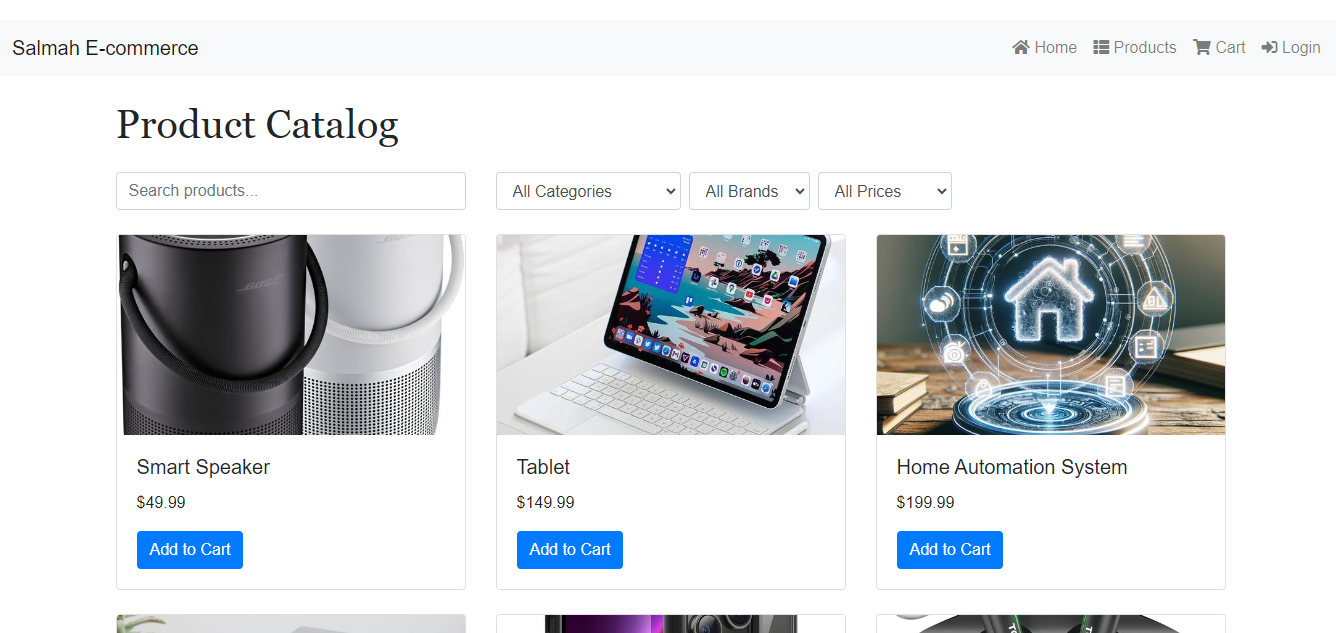 Salmah E-commerce
Home Products Cart Login
Product Catalog
Search products...
All Categories All Brands All Prices
BOSE
Smart Speaker
$49.99
Add to Cart
Tablet
$149.99
Add to Cart
Home Automation System
$199.99
Add to Cart